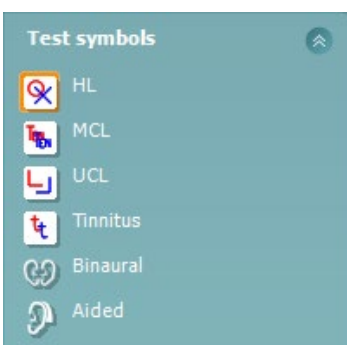 Test symbols
HL
MCL
UCL
Tinnitus
Binaural
Aided